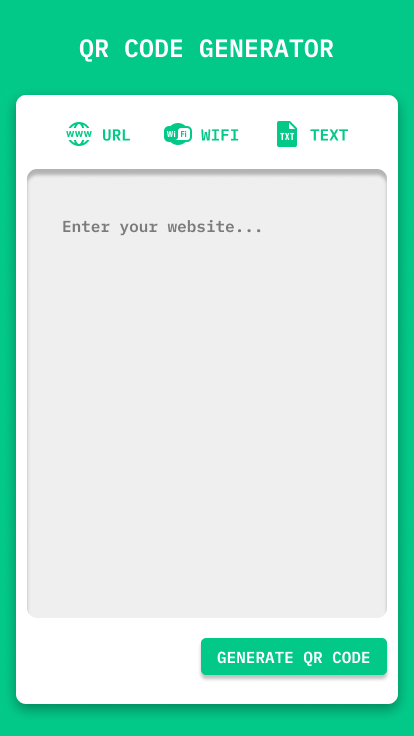 QR CODE GENERATOR
www URL Wi Fi WIFI TXT TEXT
Enter your website...
GENERATE QR CODE